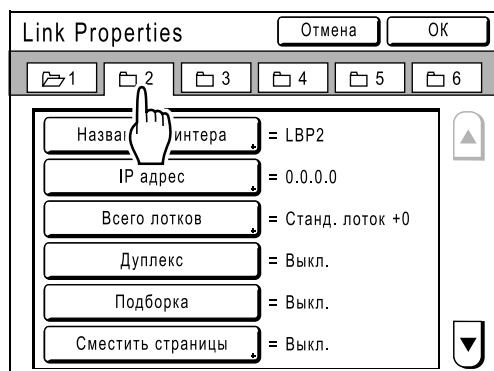 Link Properties Отмена OK
1 2 3 4 5 6
= LBP2
IP адрес = 0.0.0.0
Всего лотков = Станд. лоток +0
Дуплекс = Выкл.
Подборка = Выкл.
Сместить страницы = Выкл.